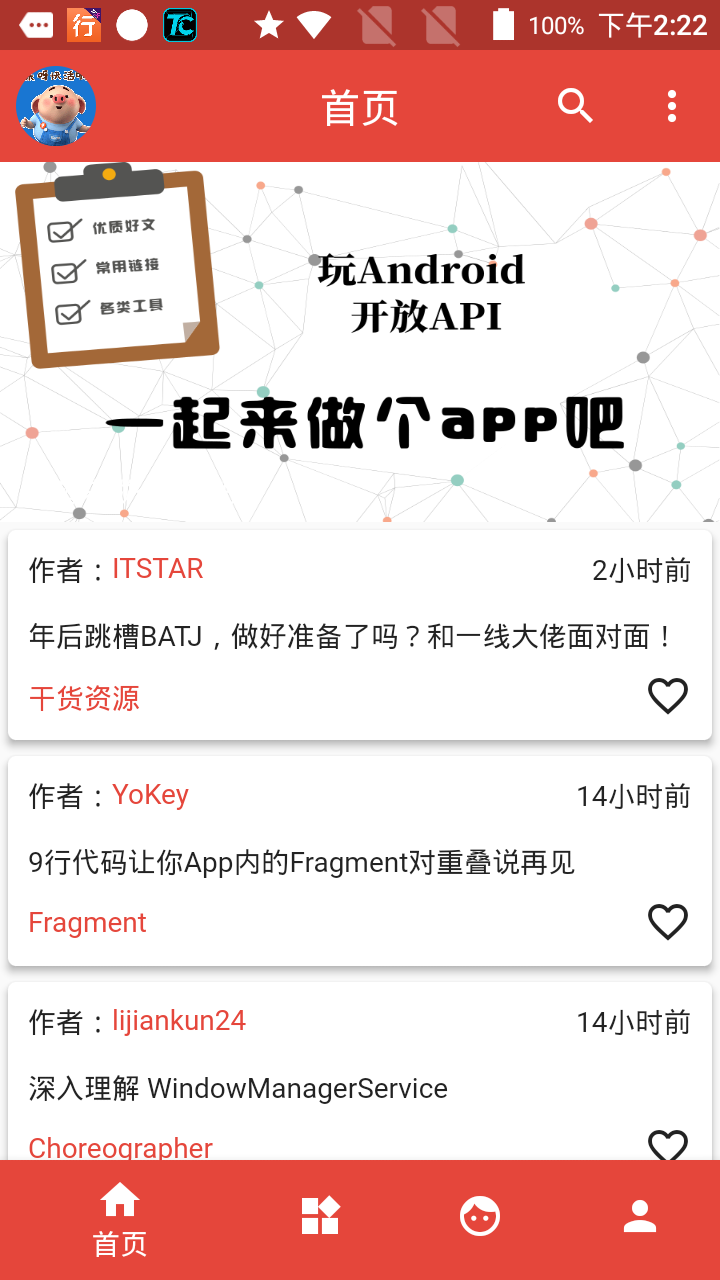 行 TC 100% 下午2:22
首页
优质好文
常用链接
各类工具
玩Android
开放API
一起来做个app吧
作者：ITSTAR 2小时前
年后跳槽BATJ，做好准备了吗？和一线大佬面对面！
干货资源
作者：YoKey 14小时前
9行代码让你App内的Fragment对重叠说再见
Fragment
作者：lijiankun24 14小时前
深入理解 WindowManagerService
Choreographer
首页